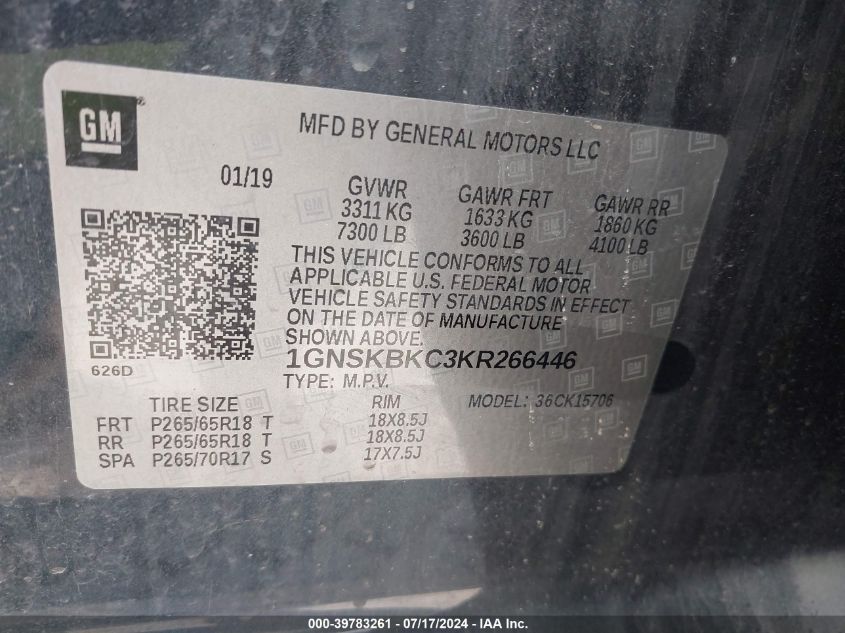 GM
MFD BY GENERAL MOTORS LLC
01/19
GVWR
3311 KG
7300 LB
GAWR FRT
1633 KG
3600 LB
GAWR RR
1860 KG
4100 LB
THIS VEHICLE CONFORMS TO ALL
APPLICABLE U.S. FEDERAL MOTOR
VEHICLE SAFETY STANDARDS IN EFFECT
ON THE DATE OF MANUFACTURE
SHOWN ABOVE.
626D
1GNSKBKC3KR266446
TYPE: M.P.V.
MODEL: 36CK15706
TIRE SIZE RIM
FRT P265/65R18 T 18X8.5J
RR P265/65R18 T 18X8.5J
SPA P265/70R17 S 17X7.5J
000-39783261 - 07/17/2024 - IAA Inc.